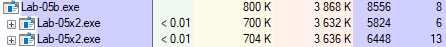 Lab-05b.exe 800 K 3 868 K 8556 8
Lab-05x2.exe < 0.01 700 K 3 632 K 5824 6
Lab-05x2.exe < 0.01 704 K 3 636 K 6448 13